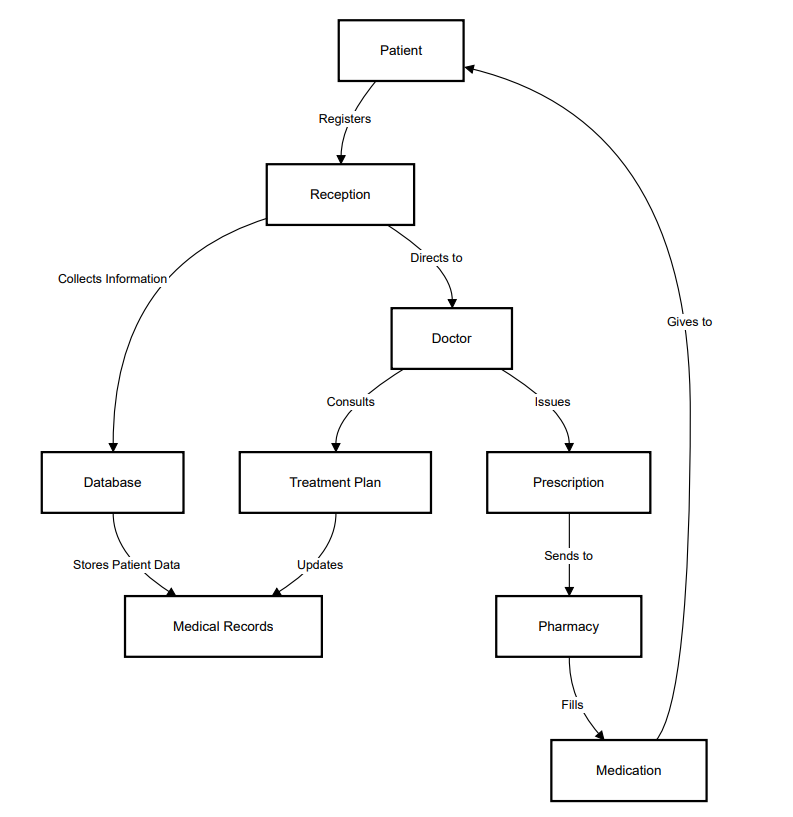 Patient
Registers
Reception
Directs to
Collects Information
Gives to
Doctor
Consults
Issues
Database
Treatment Plan
Prescription
Sends to
Stores Patient Data
Updates
Medical Records
Pharmacy
Fills
Medication